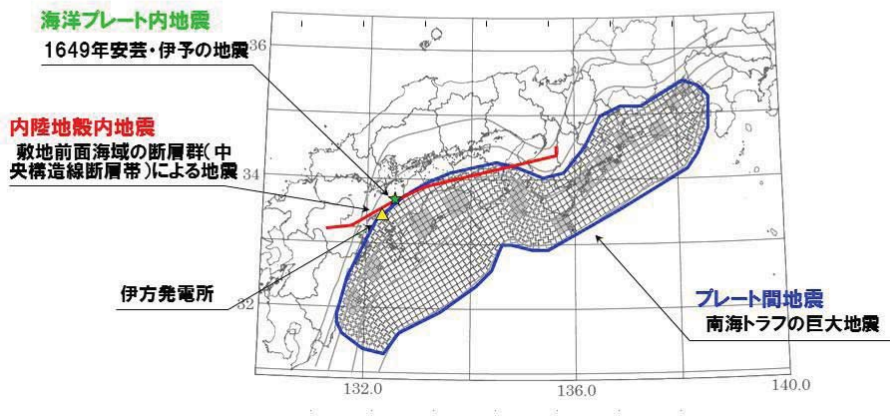 海洋プレート内地震
1649年安芸・伊予の地震
36
内陸地殻内地震
敷地前面海域の断層群(中
央構造線断層帯)による地震
34
伊方発電所
32
プレート間地震
南海トラフの巨大地震
132.0
136.0
140.0